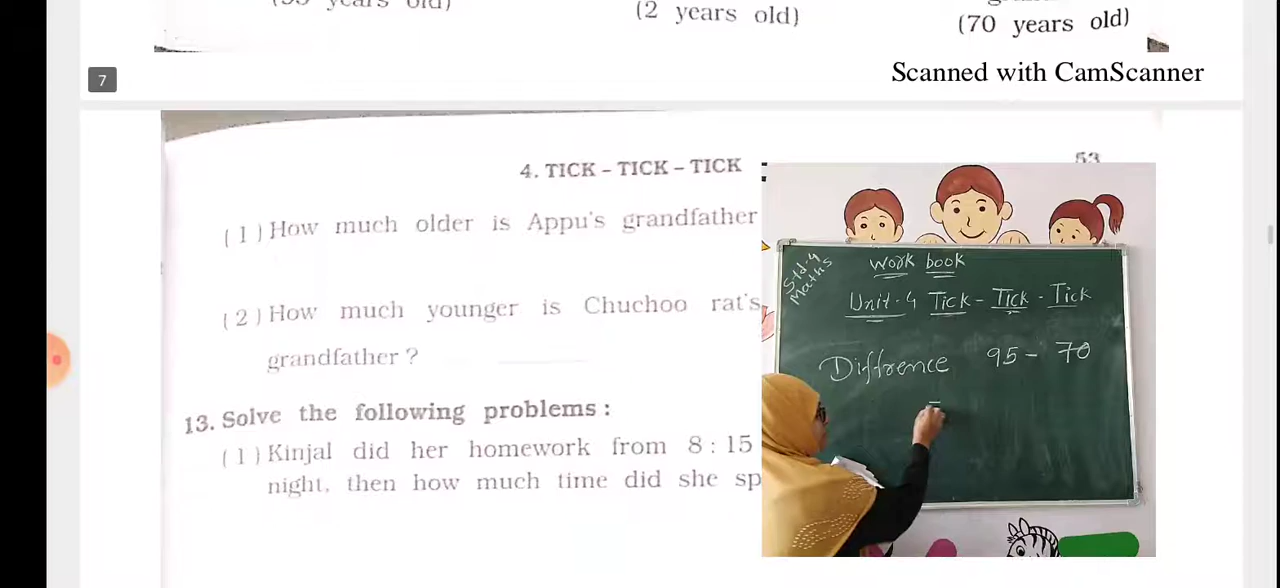 years old)
(2 years old)
(70 years old)
7
Scanned with CamScanner
4. TICK – TICK – TICK
53
(1) How much older is Appu's grandfather
(2) How much younger is Chuchoo rat's
grandfather ?
13. Solve the following problems :
(1) Kinjal did her homework from 8 : 15
night, then how much time did she sp
Std-4
Maths
Work book
Unit-4 Tick - Tick - Tick
Diffrence 95 - 70